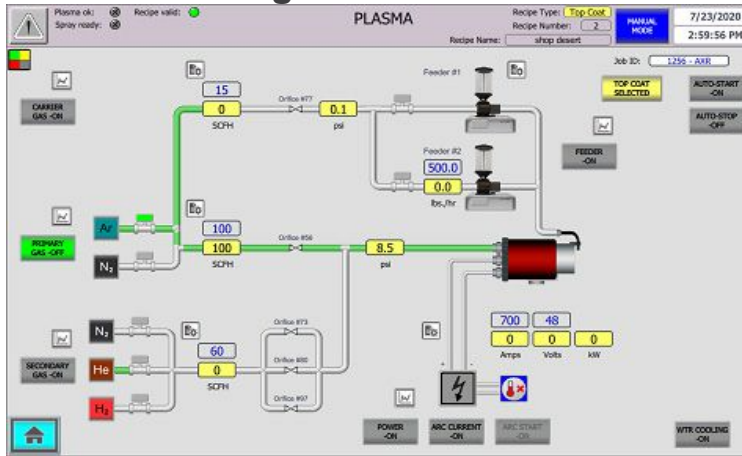 Plasma ok:
Recipe valid:
Spray ready:
PLASMA
Recipe Type: Top Coat
Recipe Number: 2
Recipe Name: shop desert
MANUAL
MODE
7/23/2020
2:59:56 PM
Job ID: 1256 - AXR
TOP COAT
SELECTED
AUTO-START
-ON
AUTO-STOP
-OFF
CARRIER
GAS -ON
15
0
SCFH
Orifice #77
0.1
psi
Feeder #1
Feeder #2
500.0
0.0
lbs./hr
FEEDER
-ON
PRIMARY
GAS -OFF
Ar
N₂
100
100
SCFH
Orifice #56
8.5
psi
SECONDARY
GAS -ON
N₂
He
H₂
60
0
SCFH
Orifice #73
Orifice #80
Orifice #97
700 48
0 0 0
Amps Volts kW
+ -
POWER
-ON
ARC CURRENT
-ON
ARC START
-ON
WTR COOLING
-ON